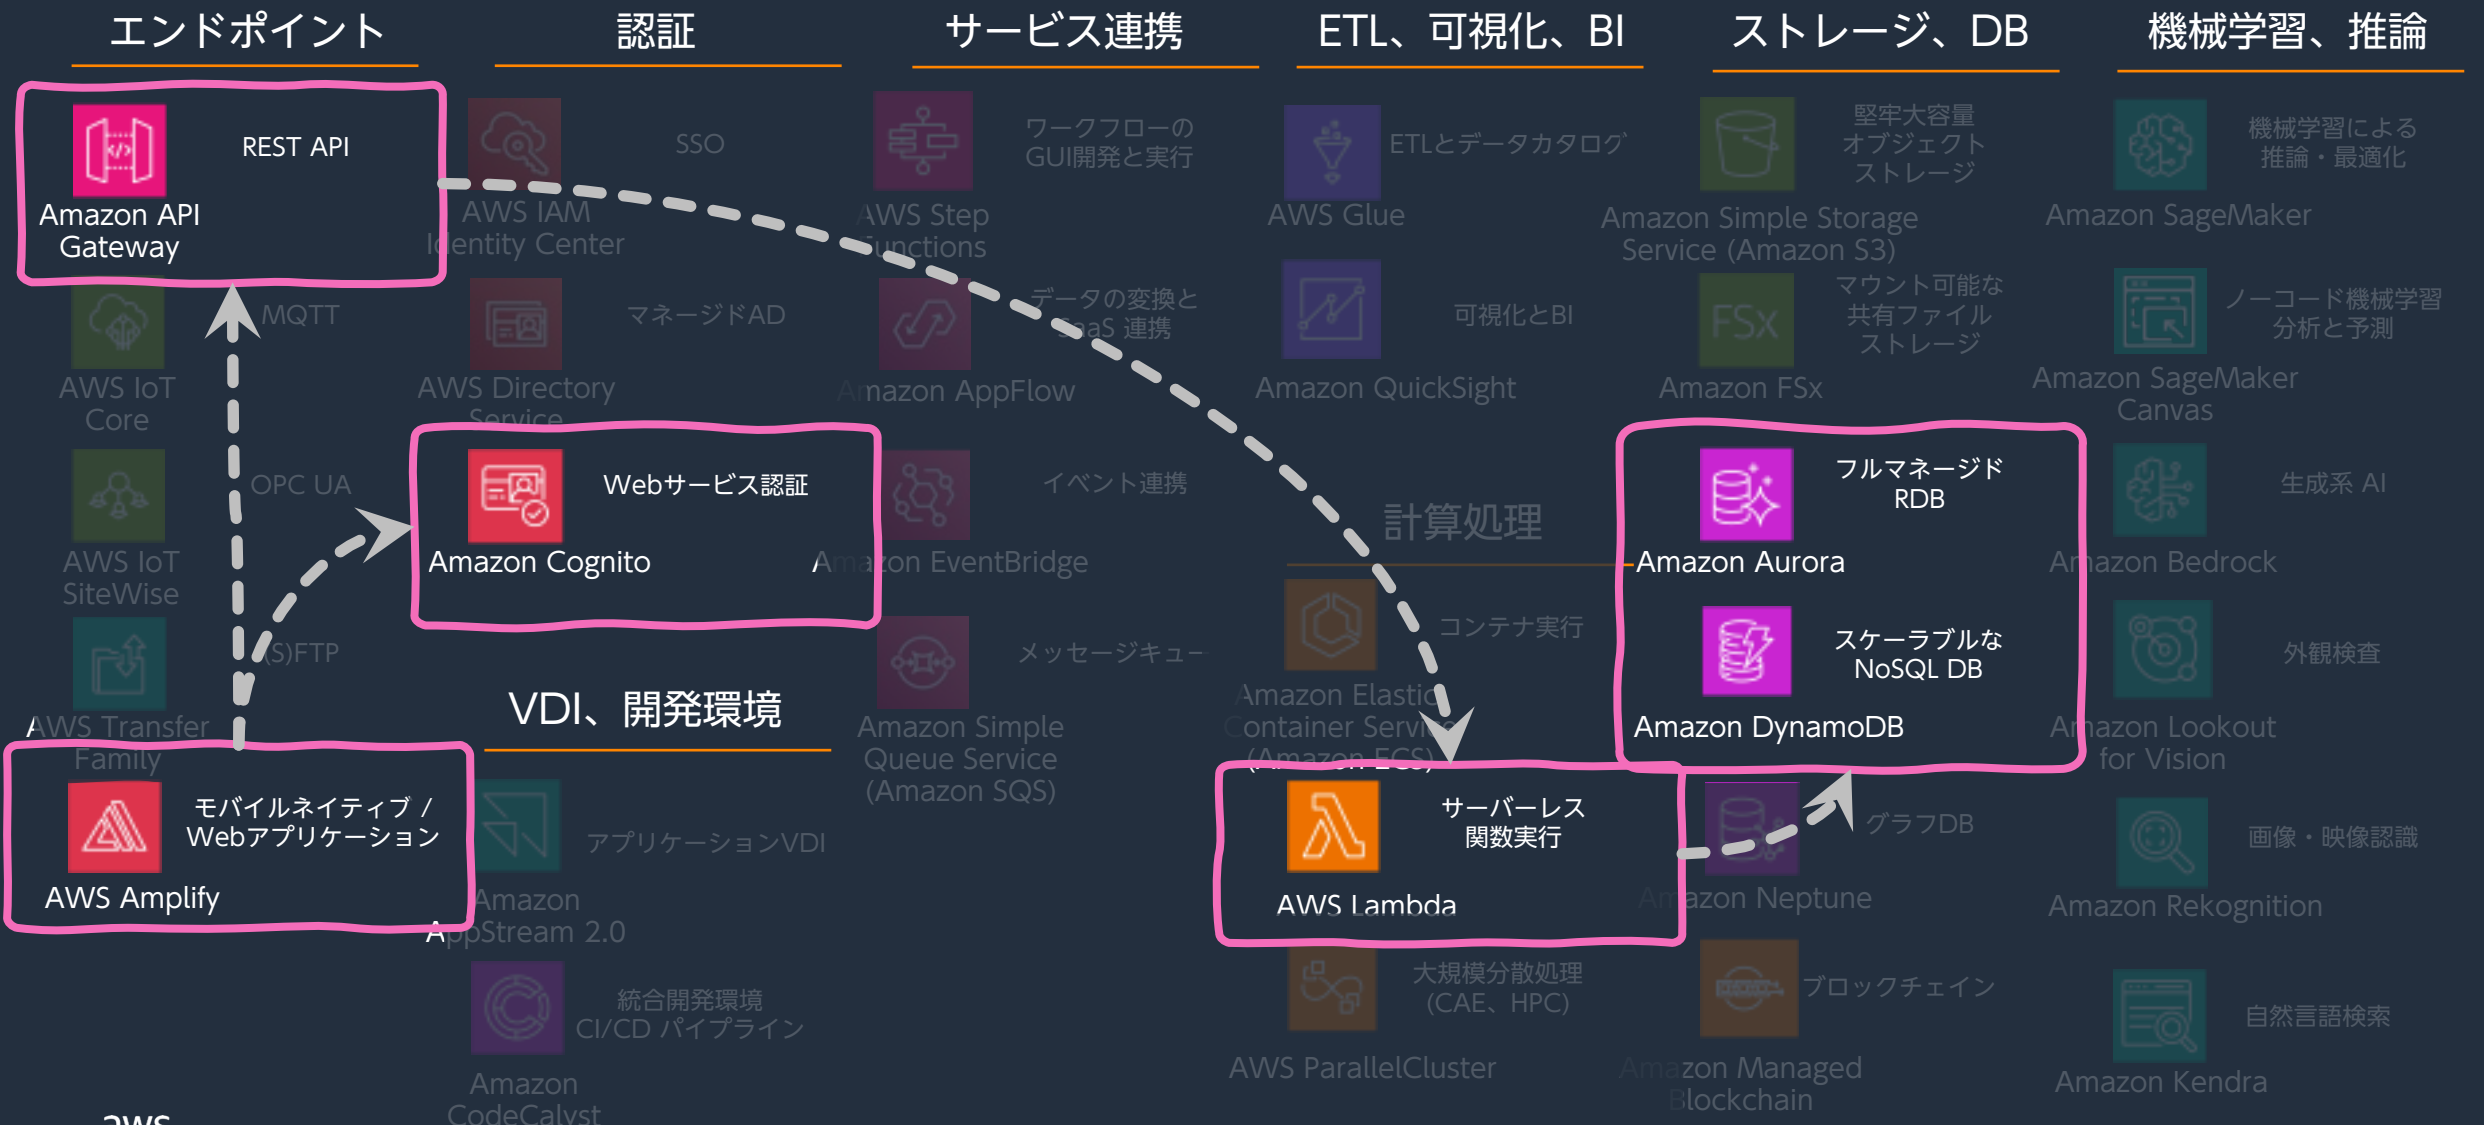 エンドポイント
REST API
Amazon API
Gateway
MQTT
AWS IoT
Core
OPC UA
AWS IoT
SiteWise
(S)FTP
AWS Transfer
Family
モバイルネイティブ /
Webアプリケーション
AWS Amplify
aws
認証
SSO
AWS IAM
Identity Center
マネージドAD
AWS Directory
Service
Webサービス認証
Amazon Cognito
VDI、開発環境
アプリケーションVDI
Amazon
AppStream 2.0
統合開発環境
CI/CD パイプライン
Amazon
CodeCalyst
サービス連携
ワークフローの
GUI開発と実行
AWS Step
Functions
データの変換と
SaaS 連携
Amazon AppFlow
イベント連携
Amazon EventBridge
メッセージキュー
Amazon Simple
Queue Service
(Amazon SQS)
ETL、可視化、BI
ETLとデータカタログ
AWS Glue
可視化とBI
Amazon QuickSight
計算処理
コンテナ実行
Amazon Elastic
Container Service
(Amazon ECS)
サーバーレス
関数実行
AWS Lambda
大規模分散処理
(CAE、HPC)
AWS ParallelCluster
ストレージ、DB
堅牢大容量
オブジェクト
ストレージ
Amazon Simple Storage
Service (Amazon S3)
マウント可能な
共有ファイル
ストレージ
FSx
Amazon FSx
フルマネージド
RDB
Amazon Aurora
スケーラブルな
NoSQL DB
Amazon DynamoDB
グラフDB
Amazon Neptune
ブロックチェイン
Amazon Managed
Blockchain
機械学習、推論
機械学習による
推論・最適化
Amazon SageMaker
ノーコード機械学習
分析と予測
Amazon SageMaker
Canvas
生成系 AI
Amazon Bedrock
外観検査
Amazon Lookout
for Vision
画像・映像認識
Amazon Rekognition
自然言語検索
Amazon Kendra